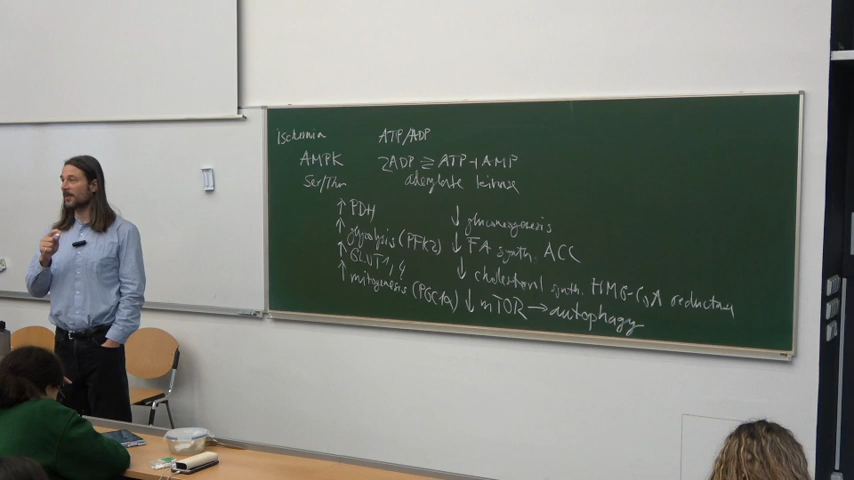 ischemia ATP/ADP
AMPK 2ADP ⇌ ATP + AMP
Ser/Thr adenylate kinase
↑ PDH ↓ gluconeogenesis
↑ glycolysis (PFK2) ↓ FA synth. ACC
↑ GLUT1,4 ↓ cholesterol synth. HMG-CoA reductase
↑ mitogenesis (PGC1α) ↓ mTOR → autophagy